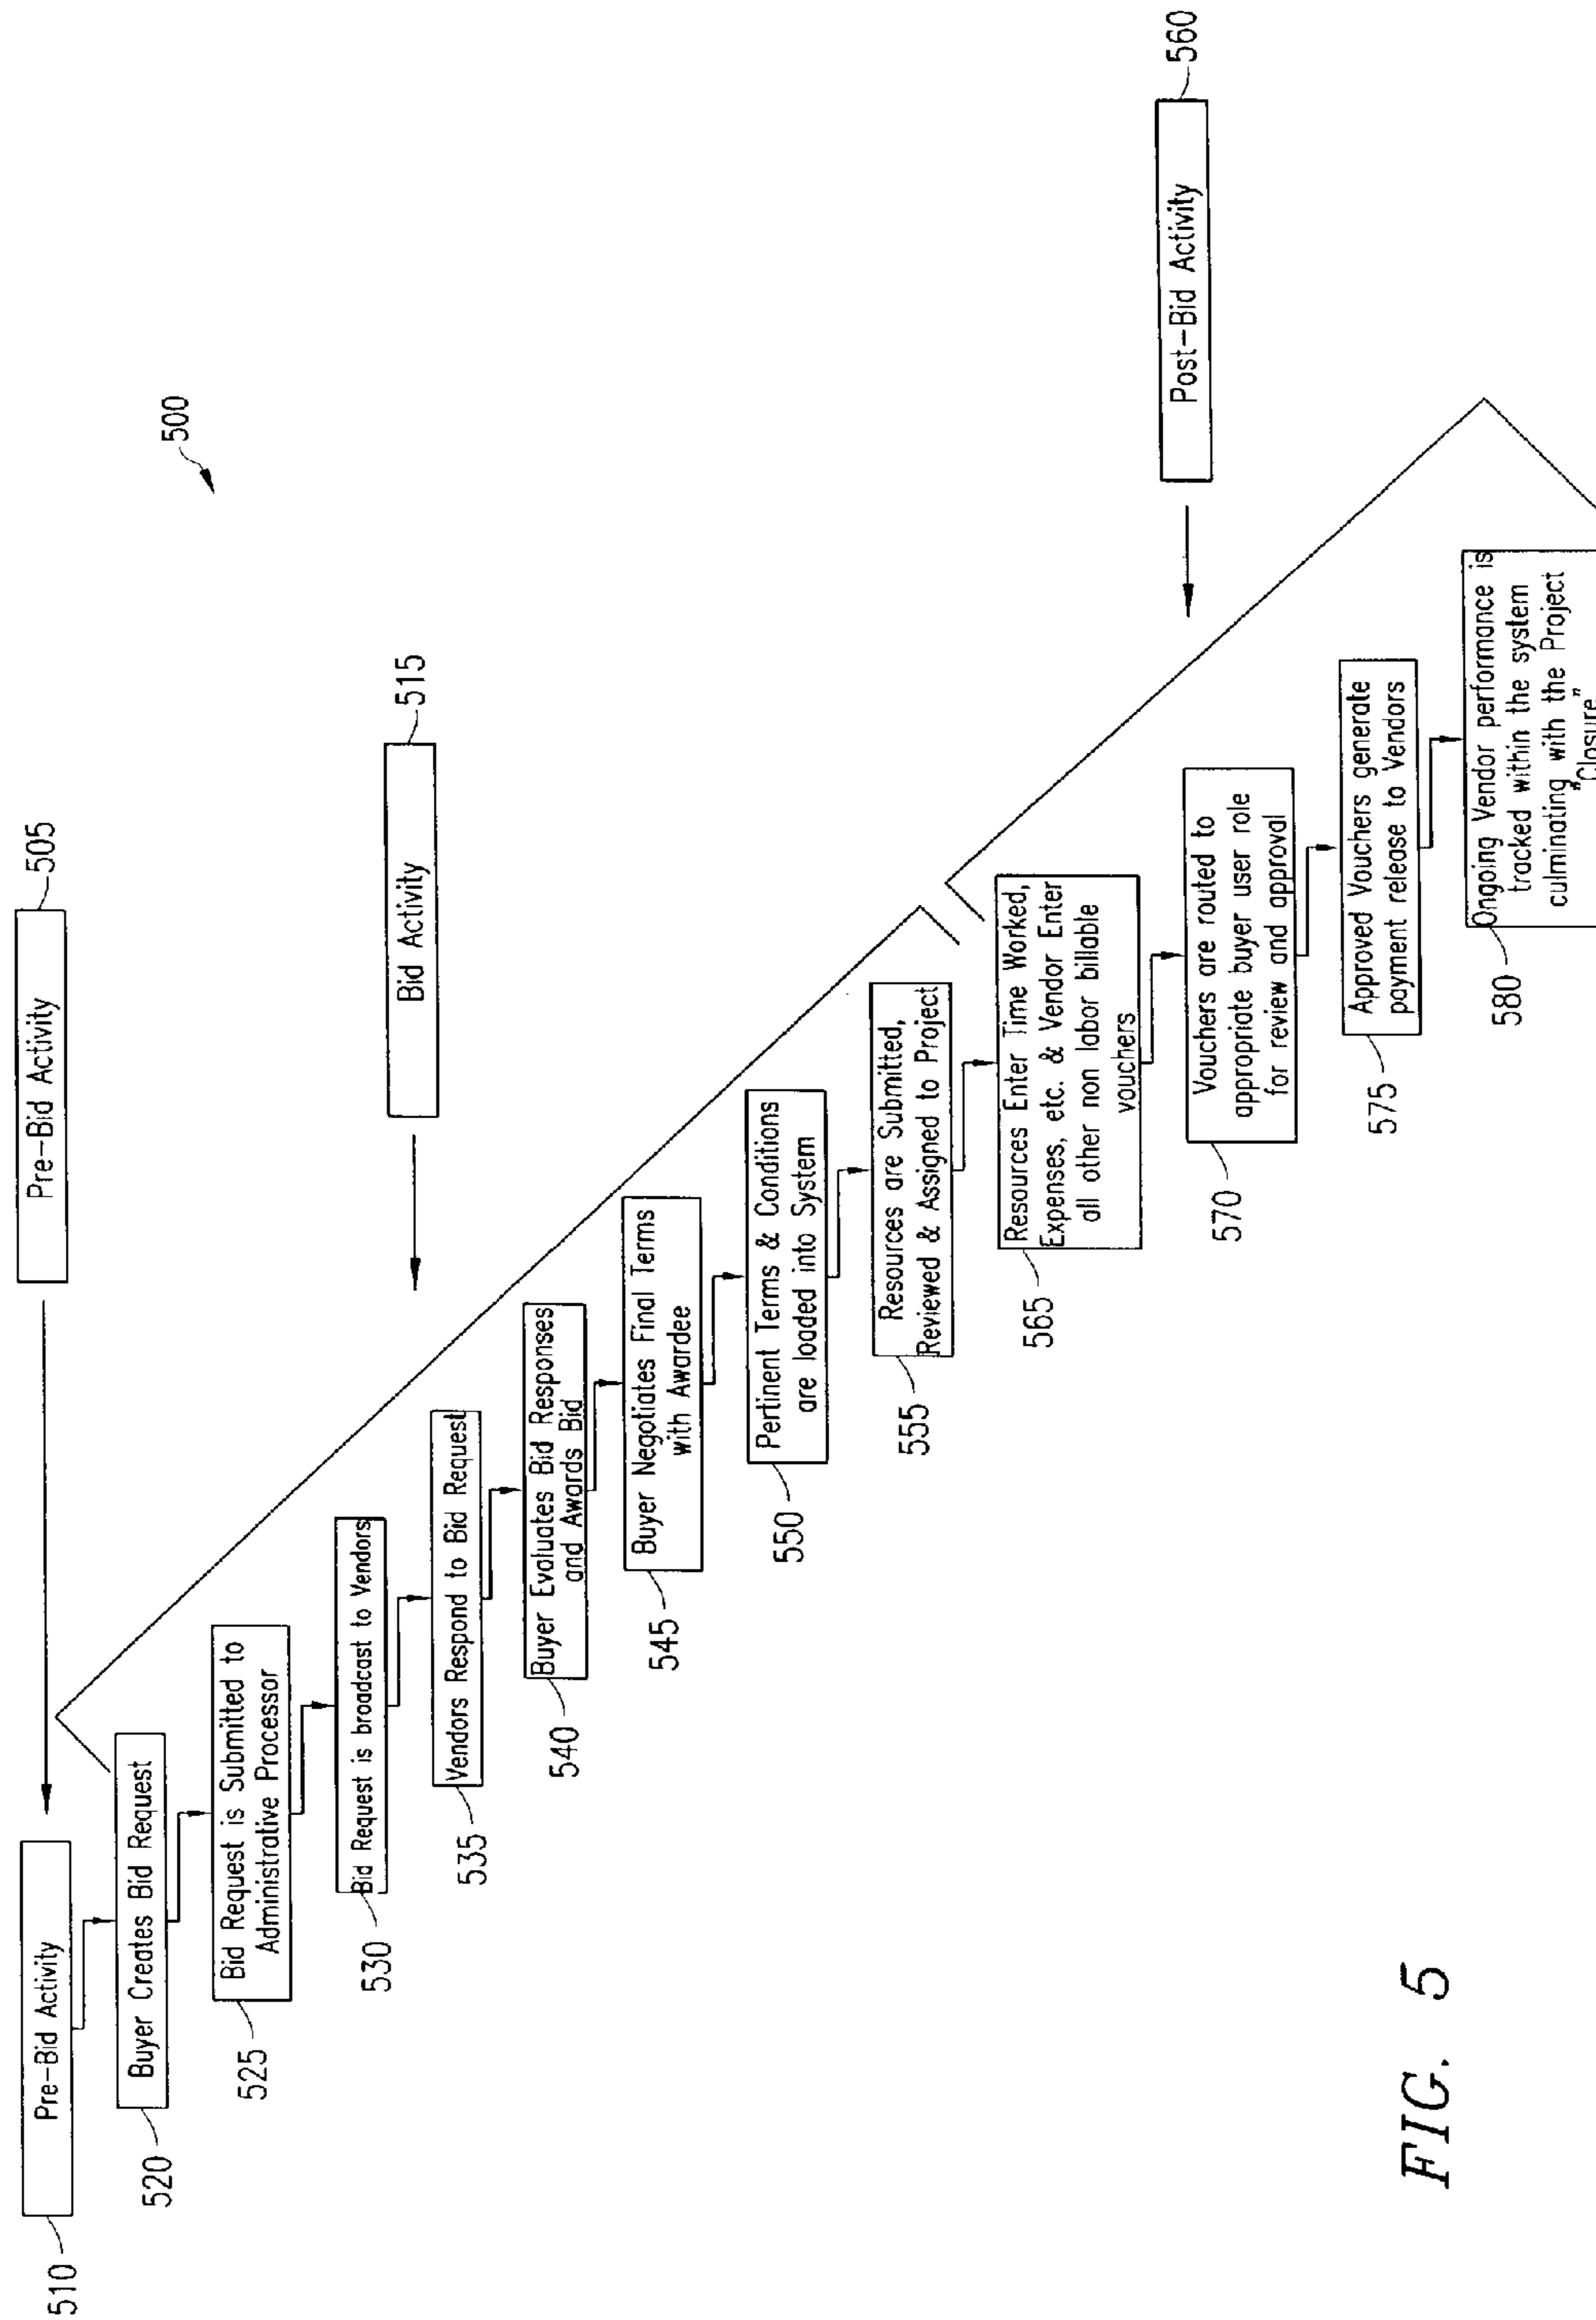 500
Pre-Bid Activity
505
Pre-Bid Activity
510
Bid Activity
515
Buyer Creates Bid Request
520
Bid Request is Submitted to
Administrative Processor
525
Bid Request is broadcast to Vendors
530
Vendors Respond to Bid Request
535
Buyer Evaluates Bid Responses
and Awards Bid
540
Buyer Negotiates Final Terms
with Awardee
545
Pertinent Terms & Conditions
are loaded into System
550
Resources are Submitted,
Reviewed & Assigned to Project
555
Post-Bid Activity
560
Resources Enter Time Worked,
Expenses, etc. & Vendor Enter
all other non labor billable
vouchers
565
Vouchers are routed to
appropriate buyer user role
for review and approval
570
Approved Vouchers generate
payment release to Vendors
575
Ongoing Vendor performance is
tracked within the system
culminating with the Project
"Closure"
580
FIG. 5